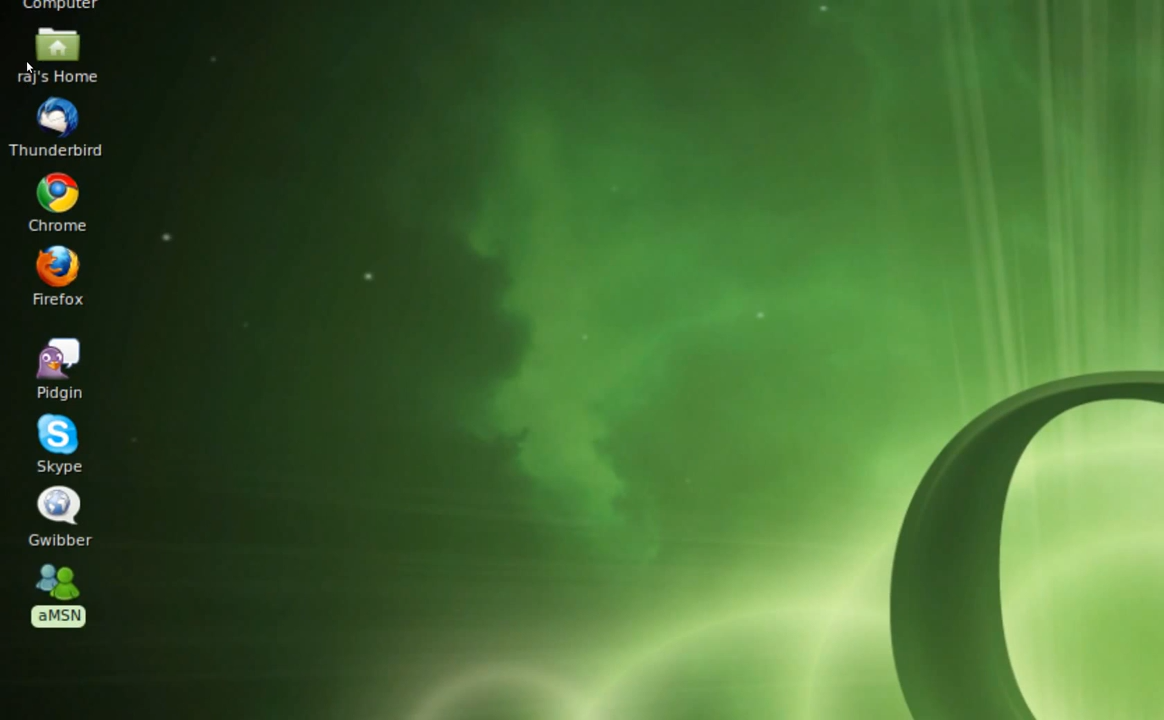 Computer
raj's Home
Thunderbird
Chrome
Firefox
Pidgin
Skype
Gwibber
aMSN